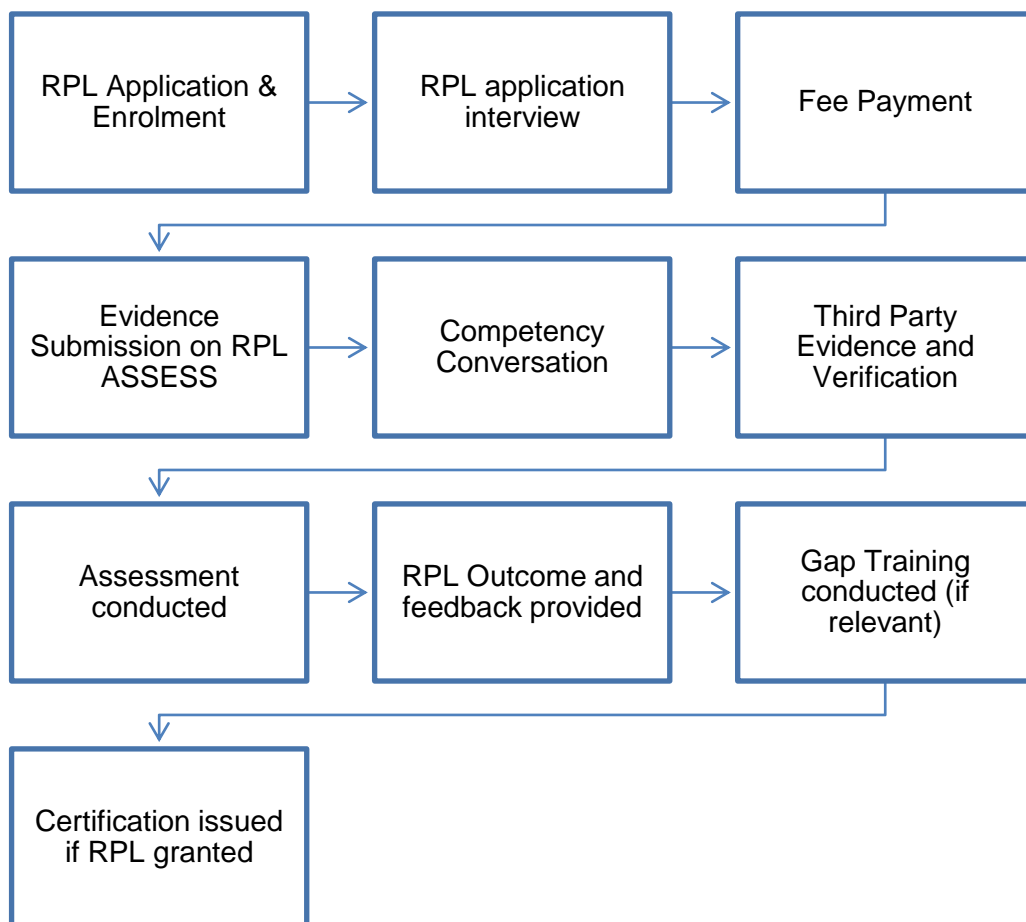 RPL Application &
Enrolment
RPL application
interview
Fee Payment
Evidence
Submission on RPL
ASSESS
Competency
Conversation
Third Party
Evidence and
Verification
Assessment
conducted
RPL Outcome and
feedback provided
Gap Training
conducted (if
relevant)
Certification issued
if RPL granted